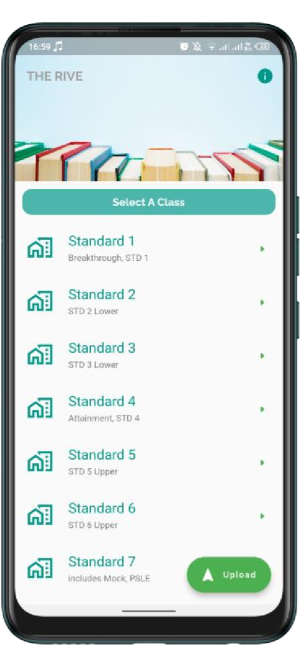 16:59
THE RIVE
Select A Class
Standard 1
Breakthrough, STD 1
Standard 2
STD 2 Lower
Standard 3
STD 3 Lower
Standard 4
Attainment, STD 4
Standard 5
STD 5 Upper
Standard 6
STD 6 Upper
Standard 7
includes Mock, PSLE
Upload